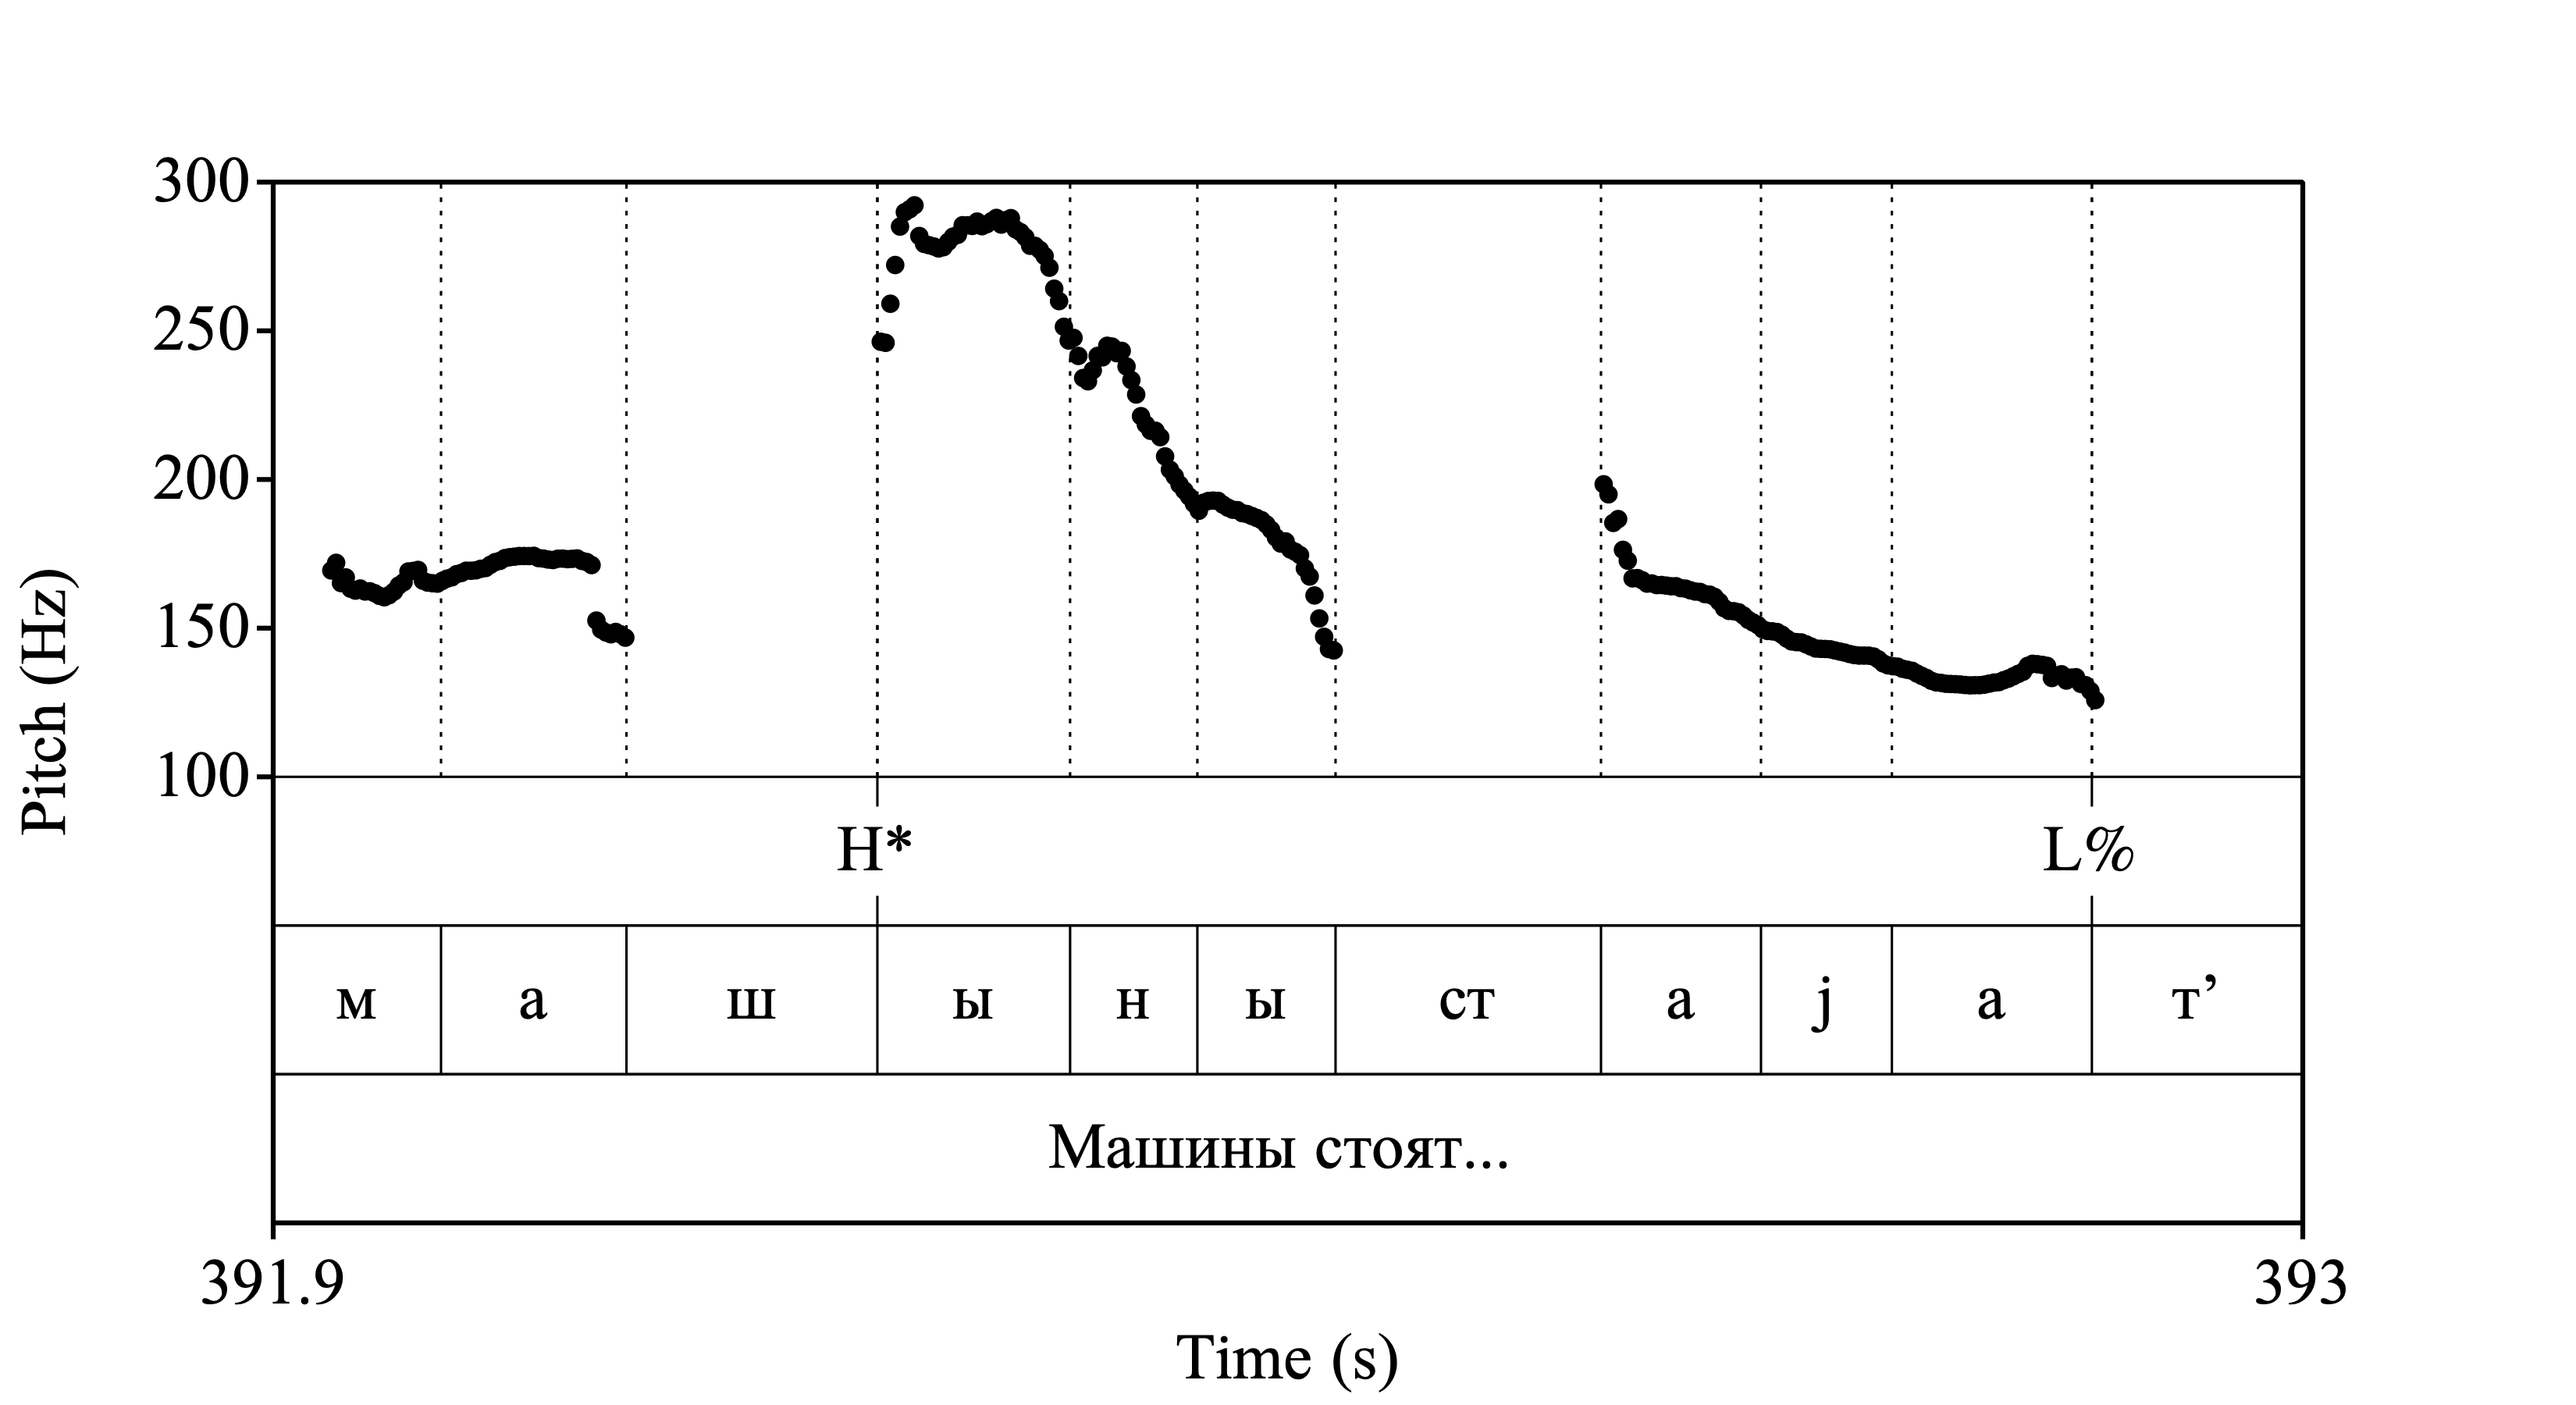 300
250
200
150
100
Pitch (Hz)
H* L%
м а ш ы н ы ст а j а т’
Машины стоят...
391.9 393
Time (s)